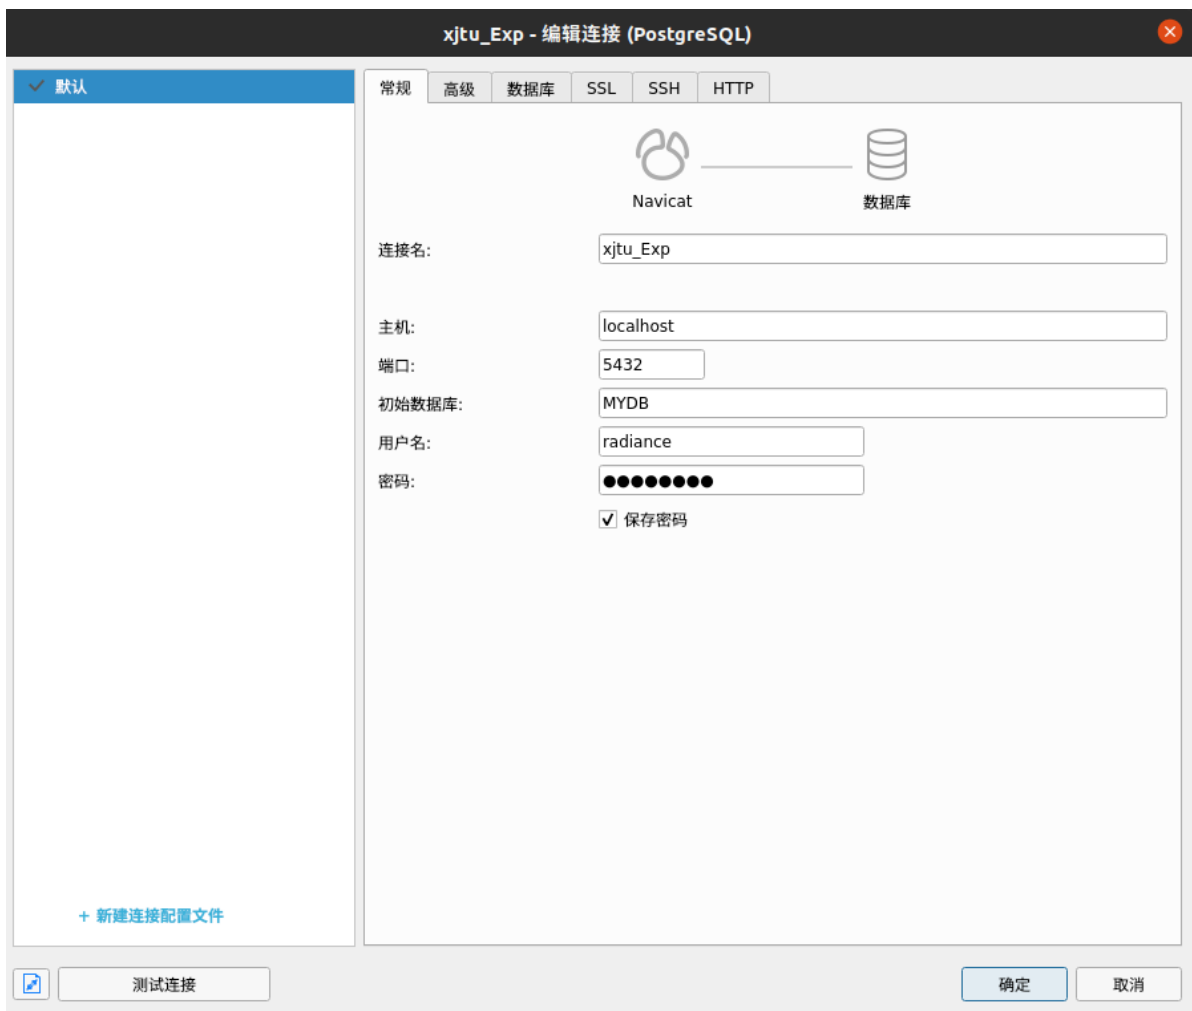 xjtu_Exp - 编辑连接 (PostgreSQL)
默认
常规 高级 数据库 SSL SSH HTTP
Navicat 数据库
连接名: xjtu_Exp
主机: localhost
端口: 5432
初始数据库: MYDB
用户名: radiance
密码: ●●●●●●●●
保存密码
+ 新建连接配置文件
测试连接 确定 取消